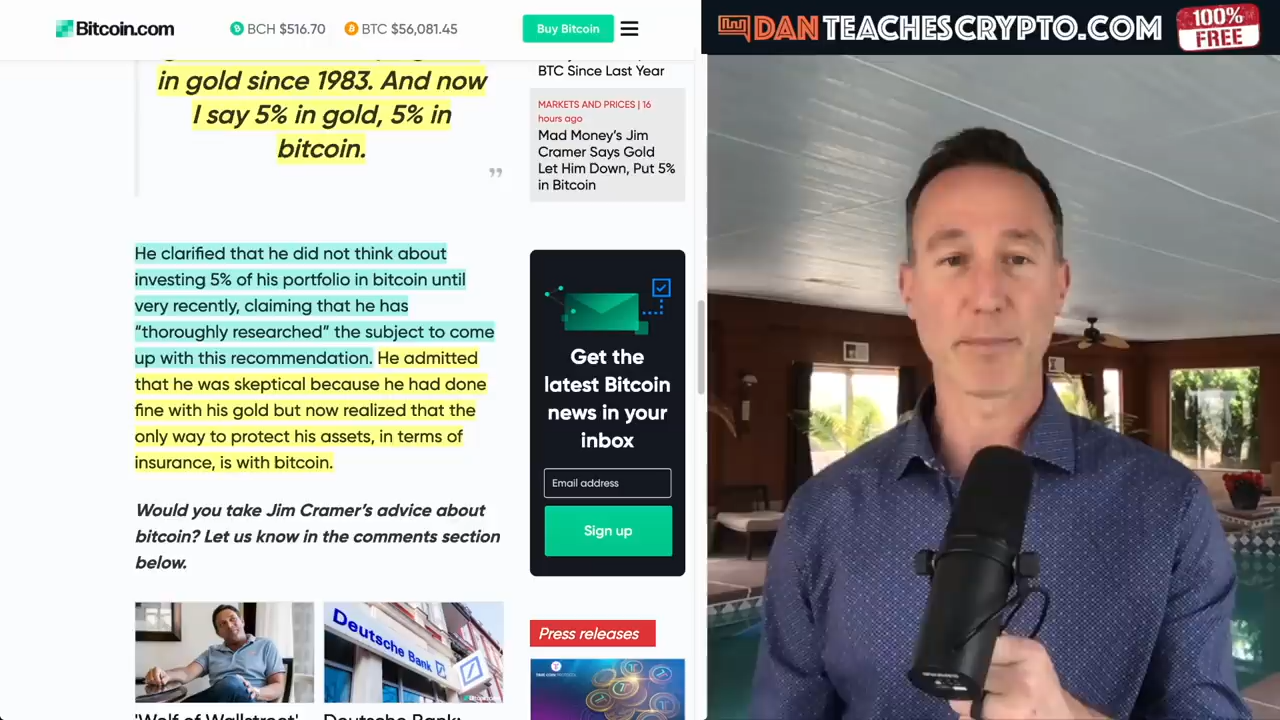 Bitcoin.com
BCH $516.70
BTC $56,081.45
Buy Bitcoin
DANTEACHESCRYPTO.COM
100%
FREE
in gold since 1983. And now
I say 5% in gold, 5% in
bitcoin.
”
He clarified that he did not think about
investing 5% of his portfolio in bitcoin until
very recently, claiming that he has
“thoroughly researched” the subject to come
up with this recommendation. He admitted
that he was skeptical because he had done
fine with his gold but now realized that the
only way to protect his assets, in terms of
insurance, is with bitcoin.
Would you take Jim Cramer’s advice about
bitcoin? Let us know in the comments section
below.
Deutsche Bank
Bitcoin.com
'Wolf of Wallstreet'
Deutsche Bank:
BTC Since Last Year
MARKETS AND PRICES | 16
hours ago
Mad Money’s Jim
Cramer Says Gold
Let Him Down, Put 5%
in Bitcoin
Get the
latest Bitcoin
news in your
inbox
Email address
Sign up
Press releases